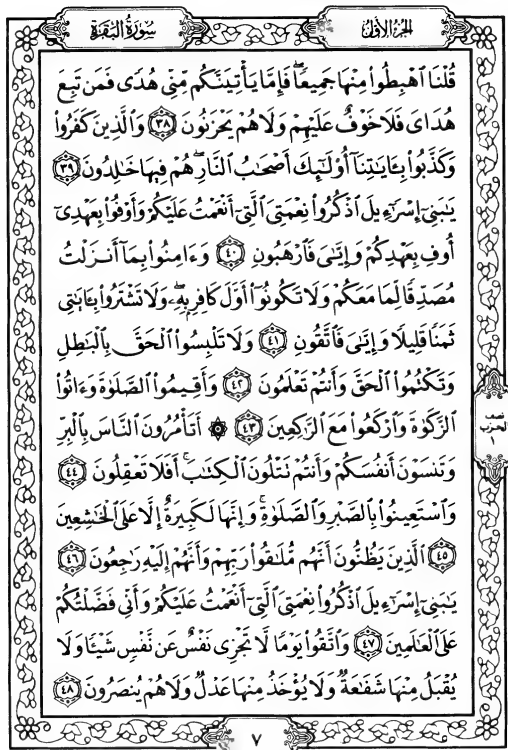 سُورَةُ البَقَرَة
الجُزءُ الأَوَّلُ
قُلْنَا ٱهْبِطُوا۟ مِنْهَا جَمِيعًا ۖ فَإِمَّا يَأْتِيَنَّكُم مِّنِّى هُدًى فَمَن تَبِعَ
هُدَاىَ فَلَا خَوْفٌ عَلَيْهِمْ وَلَا هُمْ يَحْزَنُونَ ٣٨ وَٱلَّذِينَ كَفَرُوا۟
وَكَذَّبُوا۟ بِـَٔايَـٰتِنَآ أُو۟لَـٰٓئِكَ أَصْحَـٰبُ ٱلنَّارِ ۖ هُمْ فِيهَا خَـٰلِدُونَ ٣٩
يَـٰبَنِىٓ إِسْرَٰٓءِيلَ ٱذْكُرُوا۟ نِعْمَتِىَ ٱلَّتِىٓ أَنْعَمْتُ عَلَيْكُمْ وَأَوْفُوا۟ بِعَهْدِىٓ
أُوفِ بِعَهْدِكُمْ وَإِيَّـٰىَ فَٱرْهَبُونِ ٤٠ وَءَامِنُوا۟ بِمَآ أَنزَلْتُ
مُصَدِّقًا لِّمَا مَعَكُمْ وَلَا تَكُونُوٓا۟ أَوَّلَ كَافِرٍۭ بِهِۦ ۖ وَلَا تَشْتَرُوا۟ بِـَٔايَـٰتِى
ثَمَنًا قَلِيلًا وَإِيَّـٰىَ فَٱتَّقُونِ ٤١ وَلَا تَلْبِسُوا۟ ٱلْحَقَّ بِٱلْبَـٰطِلِ
وَتَكْتُمُوا۟ ٱلْحَقَّ وَأَنتُمْ تَعْلَمُونَ ٤٢ وَأَقِيمُوا۟ ٱلصَّلَوٰةَ وَءَاتُوا۟
ٱلزَّكَوٰةَ وَٱرْكَعُوا۟ مَعَ ٱلرَّٰكِعِينَ ٤٣ ۞ أَتَأْمُرُونَ ٱلنَّاسَ بِٱلْبِرِّ
وَتَنسَوْنَ أَنفُسَكُمْ وَأَنتُمْ تَتْلُونَ ٱلْكِتَـٰبَ ۚ أَفَلَا تَعْقِلُونَ ٤٤
وَٱسْتَعِينُوا۟ بِٱلصَّبْرِ وَٱلصَّلَوٰةِ ۚ وَإِنَّهَا لَكَبِيرَةٌ إِلَّا عَلَى ٱلْخَـٰشِعِينَ
٤٥ ٱلَّذِينَ يَظُنُّونَ أَنَّهُم مُّلَـٰقُوا۟ رَبِّهِمْ وَأَنَّهُمْ إِلَيْهِ رَٰجِعُونَ ٤٦
يَـٰبَنِىٓ إِسْرَٰٓءِيلَ ٱذْكُرُوا۟ نِعْمَتِىَ ٱلَّتِىٓ أَنْعَمْتُ عَلَيْكُمْ وَأَنِّى فَضَّلْتُكُمْ
عَلَى ٱلْعَـٰلَمِينَ ٤٧ وَٱتَّقُوا۟ يَوْمًا لَّا تَجْزِى نَفْسٌ عَن نَّفْسٍ شَيْـًٔا وَلَا
يُقْبَلُ مِنْهَا شَفَـٰعَةٌ وَلَا يُؤْخَذُ مِنْهَا عَدْلٌ وَلَا هُمْ يُنصَرُونَ ٤٨
نصف
الحزب
١
٧